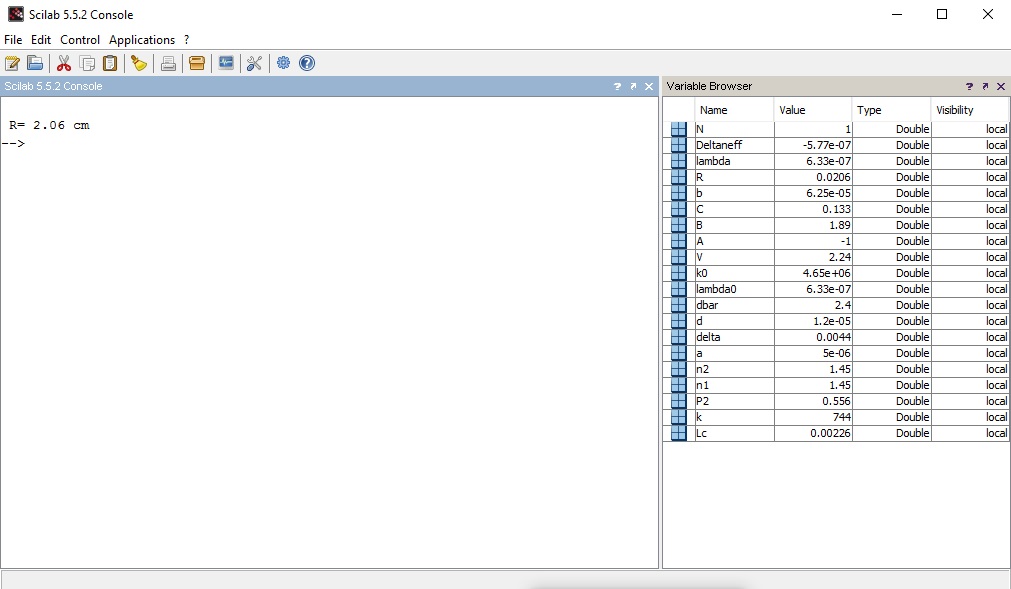 Scilab 5.5.2 Console
File Edit Control Applications ?
Scilab 5.5.2 Console
R= 2.06 cm
-->
Variable Browser
Name Value Type Visibility
N 1 Double local
Deltaneff -5.77e-07 Double local
lambda 6.33e-07 Double local
R 0.0206 Double local
b 6.25e-05 Double local
C 0.133 Double local
B 1.89 Double local
A -1 Double local
V 2.24 Double local
k0 4.65e+06 Double local
lambda0 6.33e-07 Double local
dbar 2.4 Double local
d 1.2e-05 Double local
delta 0.0044 Double local
a 5e-06 Double local
n2 1.45 Double local
n1 1.45 Double local
P2 0.556 Double local
k 744 Double local
Lc 0.00226 Double local